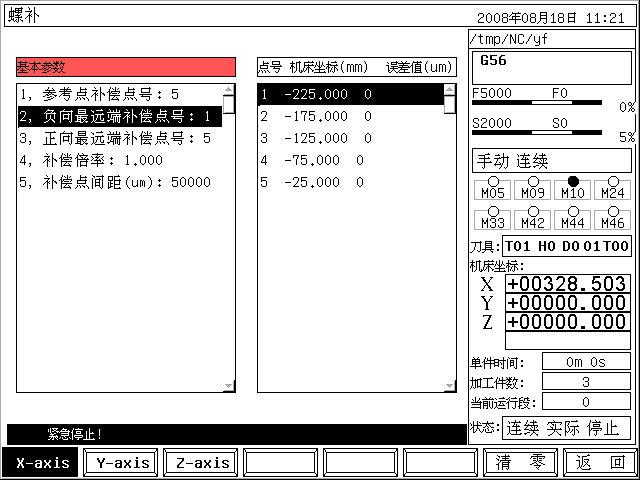 螺补
2008年08月18日 11:21
基本参数
1, 参考点补偿点号: 5
2, 负向最远端补偿点号: 1
3, 正向最远端补偿点号: 5
4, 补偿倍率: 1.000
5, 补偿点间距(um): 50000
点号 机床坐标(mm) 误差值(um)
1 -225.000 0
2 -175.000 0
3 -125.000 0
4 -75.000 0
5 -25.000 0
/tmp/NC/yf
G56
F5000 F0
0%
S2000 S0
5%
手动 连续
M05 M09 M10 M24
M33 M42 M44 M46
刀具: T01 H0 D0 01T00
机床坐标:
X +00328.503
Y +00000.000
Z +00000.000
单件时间: 0m 0s
加工件数: 3
当前运行段: 0
状态: 连续 实际 停止
紧急停止!
X-axis Y-axis Z-axis 清 零 返 回